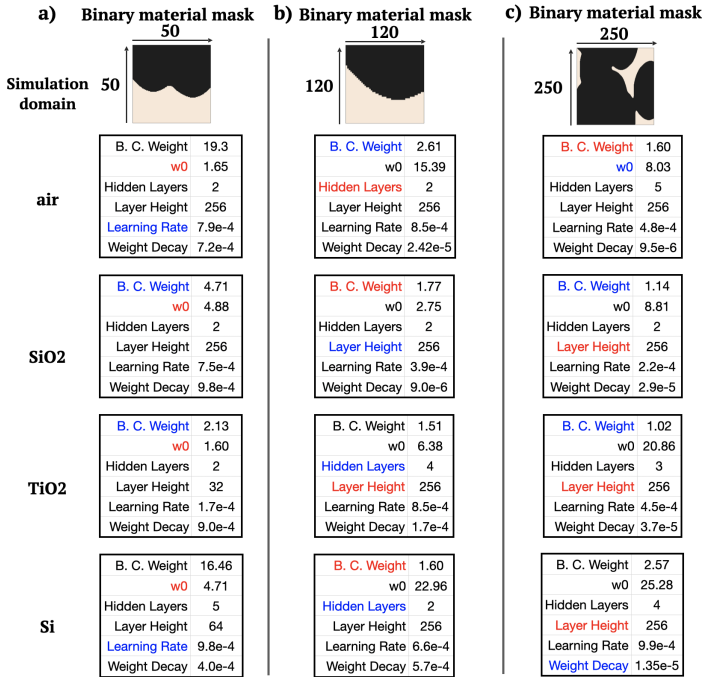 a) Binary material mask
50
b) Binary material mask
120
c) Binary material mask
250
Simulation domain
50
120
250
air
B. C. Weight 19.3
w0 1.65
Hidden Layers 2
Layer Height 256
Learning Rate 7.9e-4
Weight Decay 7.2e-4
B. C. Weight 2.61
w0 15.39
Hidden Layers 2
Layer Height 256
Learning Rate 8.5e-4
Weight Decay 2.42e-5
B. C. Weight 1.60
w0 8.03
Hidden Layers 5
Layer Height 256
Learning Rate 4.8e-4
Weight Decay 9.5e-6
SiO2
B. C. Weight 4.71
w0 4.88
Hidden Layers 2
Layer Height 256
Learning Rate 7.5e-4
Weight Decay 9.8e-4
B. C. Weight 1.77
w0 2.75
Hidden Layers 2
Layer Height 256
Learning Rate 3.9e-4
Weight Decay 9.0e-6
B. C. Weight 1.14
w0 8.81
Hidden Layers 2
Layer Height 256
Learning Rate 2.2e-4
Weight Decay 2.9e-5
TiO2
B. C. Weight 2.13
w0 1.60
Hidden Layers 2
Layer Height 32
Learning Rate 1.7e-4
Weight Decay 9.0e-4
B. C. Weight 1.51
w0 6.38
Hidden Layers 4
Layer Height 256
Learning Rate 8.5e-4
Weight Decay 1.7e-4
B. C. Weight 1.02
w0 20.86
Hidden Layers 3
Layer Height 256
Learning Rate 4.5e-4
Weight Decay 3.7e-5
Si
B. C. Weight 16.46
w0 4.71
Hidden Layers 5
Layer Height 64
Learning Rate 9.8e-4
Weight Decay 4.0e-4
B. C. Weight 1.60
w0 22.96
Hidden Layers 2
Layer Height 256
Learning Rate 6.6e-4
Weight Decay 5.7e-4
B. C. Weight 2.57
w0 25.28
Hidden Layers 4
Layer Height 256
Learning Rate 9.9e-4
Weight Decay 1.35e-5